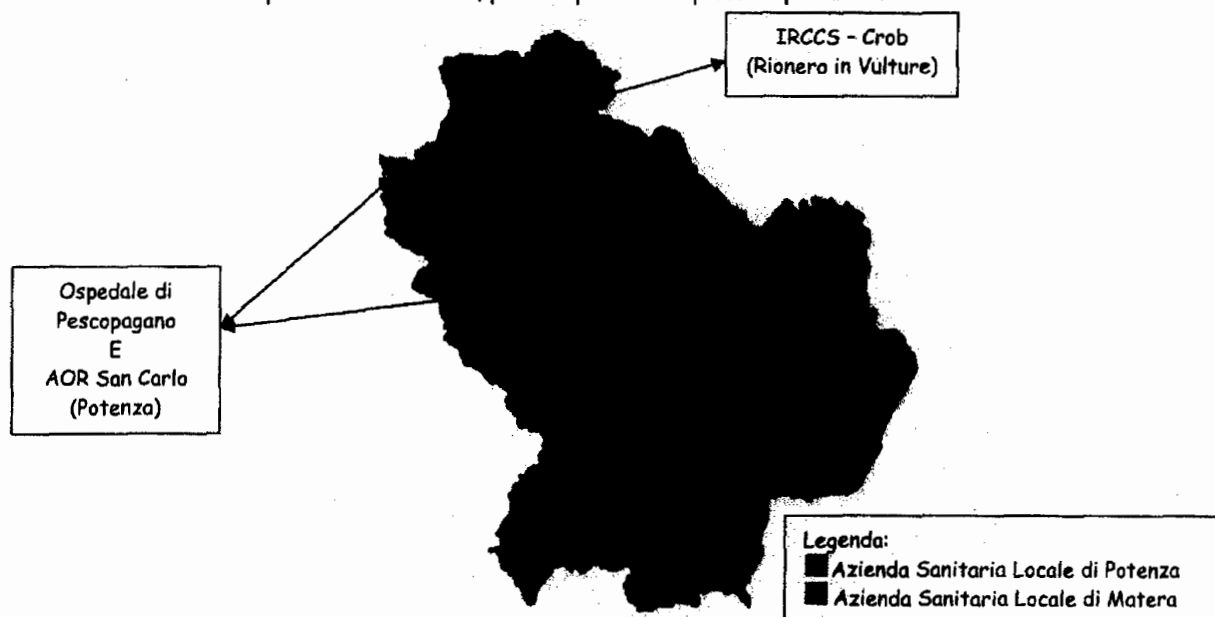 IRCCS - Crob
(Rionero in Vulture)
Ospedale di
Pescopagano
E
AOR San Carlo
(Potenza)
Legenda:
Azienda Sanitaria Locale di Potenza
Azienda Sanitaria Locale di Matera